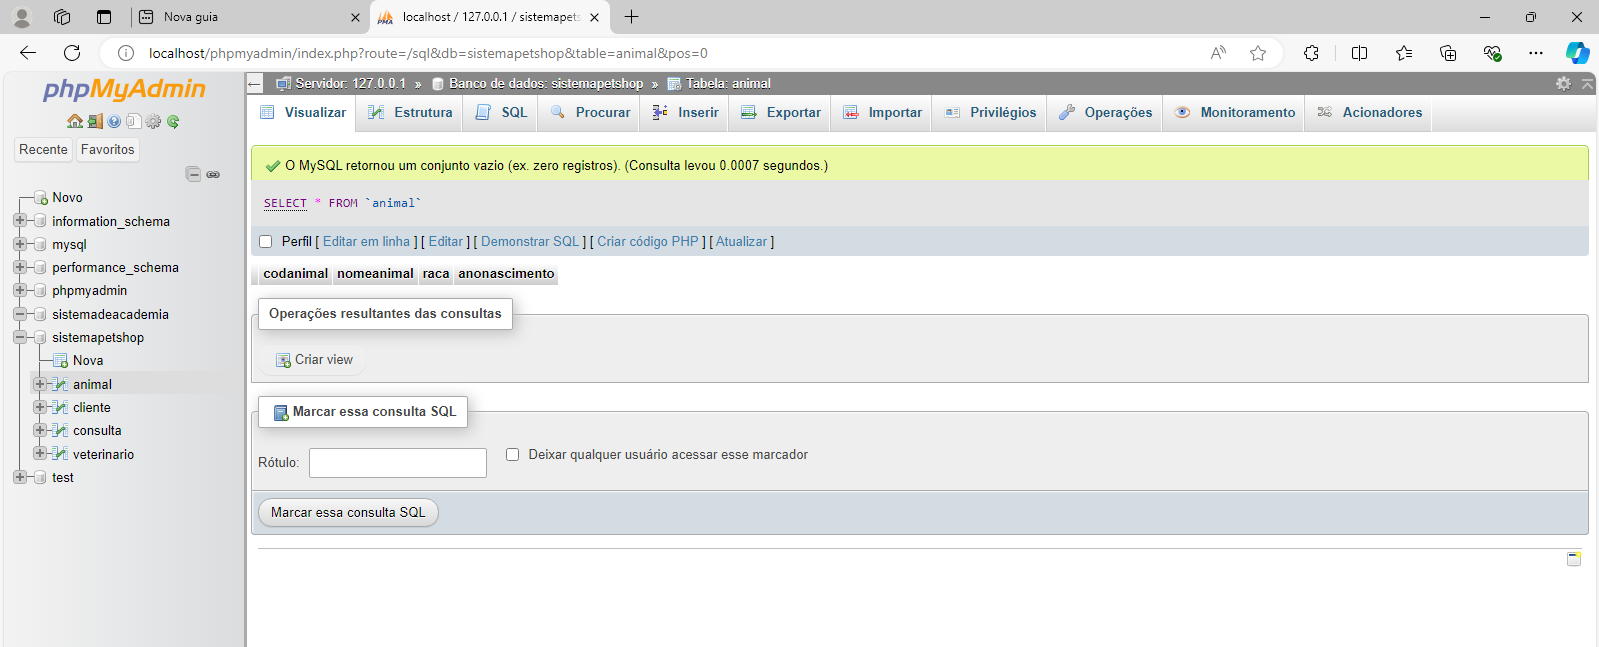 Nova guia
localhost / 127.0.0.1 / sistemapets
localhost/phpmyadmin/index.php?route=/sql&db=sistemapetshop&table=animal&pos=0
phpMyAdmin
Recente Favoritos
Novo
information_schema
mysql
performance_schema
phpmyadmin
sistemadeacademia
sistemapetshop
Nova
animal
cliente
consulta
veterinario
test
Servidor: 127.0.0.1 » Banco de dados: sistemapetshop » Tabela: animal
Visualizar Estrutura SQL Procurar Inserir Exportar Importar Privilégios Operações Monitoramento Acionadores
O MySQL retornou um conjunto vazio (ex. zero registros). (Consulta levou 0.0007 segundos.)
SELECT * FROM `animal`
Perfil [ Editar em linha ] [ Editar ] [ Demonstrar SQL ] [ Criar código PHP ] [ Atualizar ]
codanimal nomeanimal raca anonascimento
Operações resultantes das consultas
Criar view
Marcar essa consulta SQL
Rótulo: Deixar qualquer usuário acessar esse marcador
Marcar essa consulta SQL